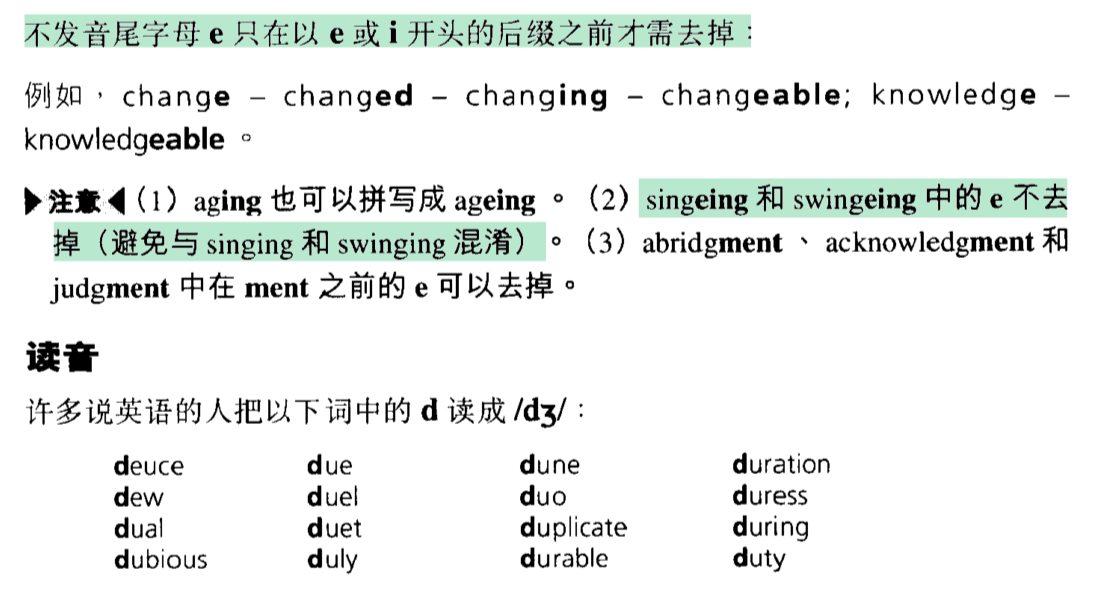 不发音尾字母 e 只在以 e 或 i 开头的后缀之前才需去掉：
例如，change – changed – changing – changeable; knowledge –
knowledgeable。
▶注意◀（1）aging 也可以拼写成 ageing。（2）singeing 和 swingeing 中的 e 不去
掉（避免与 singing 和 swinging 混淆）。（3）abridgment、acknowledgment 和
judgment 中在 ment 之前的 e 可以去掉。
读音
许多说英语的人把以下词中的 d 读成 /dʒ/：
deuce due dune duration
dew duel duo duress
dual duet duplicate during
dubious duly durable duty